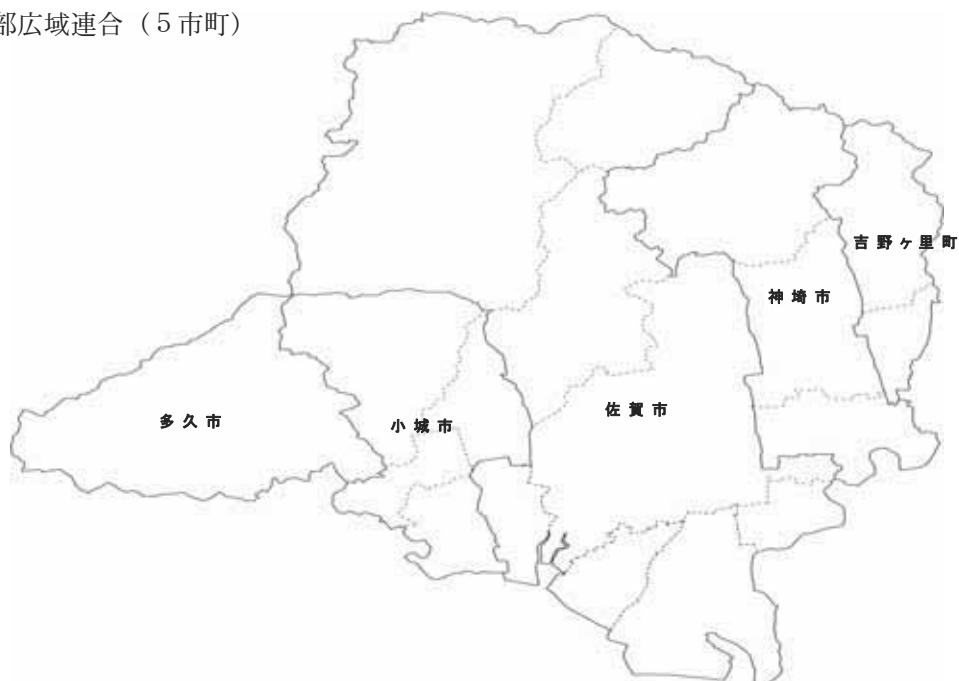 部広域連合（５市町）
吉野ヶ里町
神埼市
佐賀市
多久市
小城市